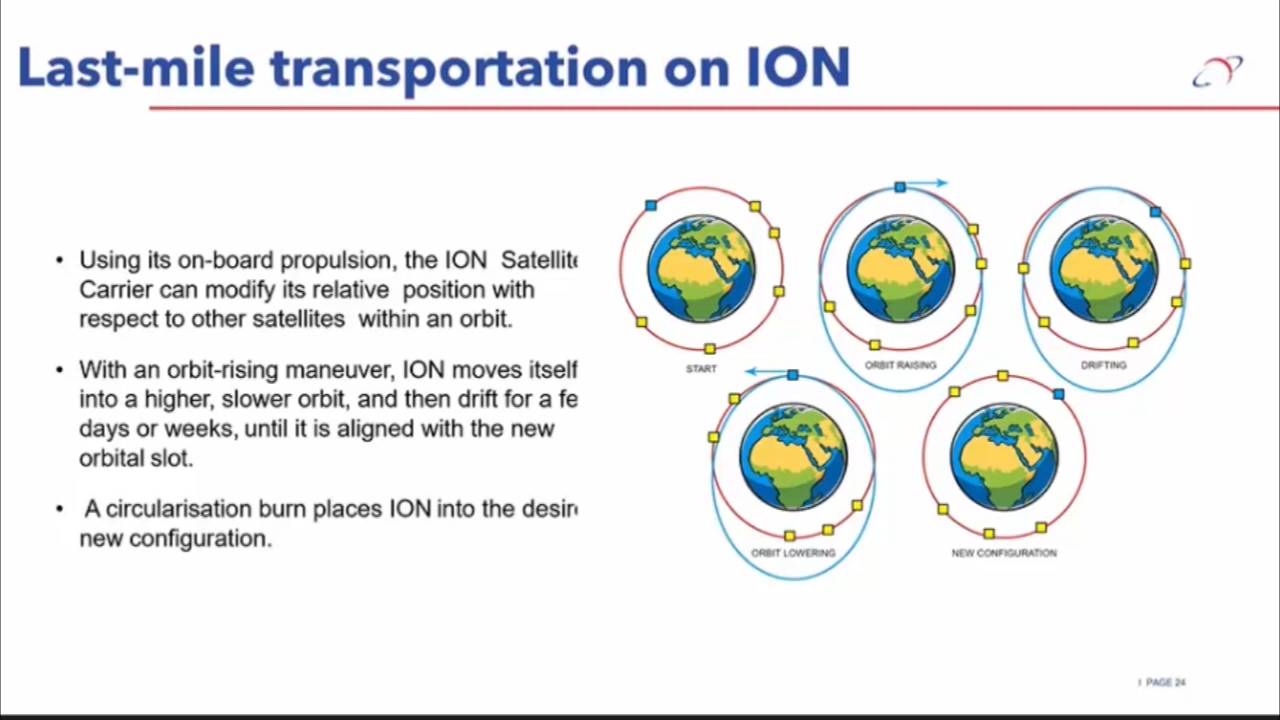 Last-mile transportation on ION
• Using its on-board propulsion, the ION Satellite
Carrier can modify its relative position with
respect to other satellites within an orbit.
• With an orbit-rising maneuver, ION moves itself
into a higher, slower orbit, and then drift for a fe
days or weeks, until it is aligned with the new
orbital slot.
• A circularisation burn places ION into the desir
new configuration.
START
ORBIT RAISING
DRIFTING
ORBIT LOWERING
NEW CONFIGURATION
I PAGE 24